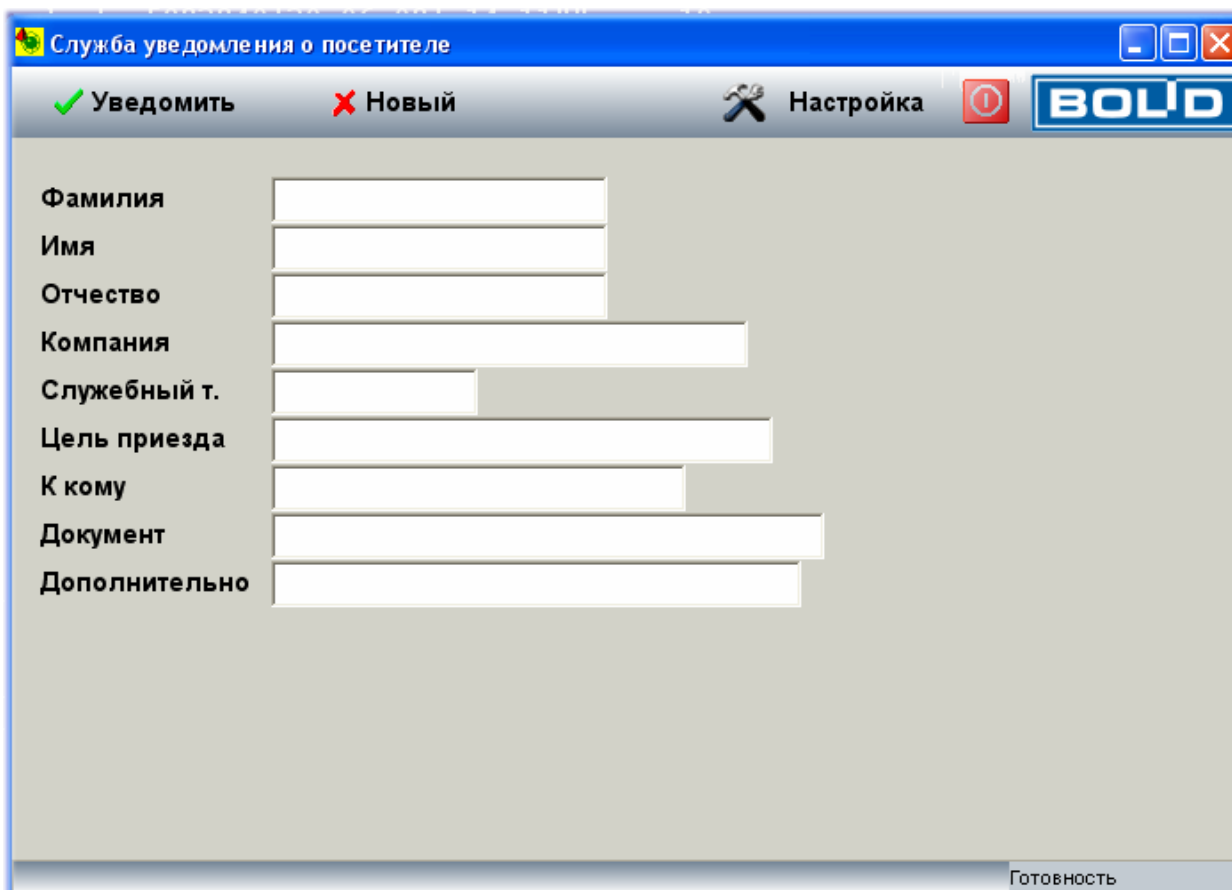 Служба уведомления о посетителе
Уведомить Новый Настройка BOLID
Фамилия
Имя
Отчество
Компания
Служебный т.
Цель приезда
К кому
Документ
Дополнительно
Готовность